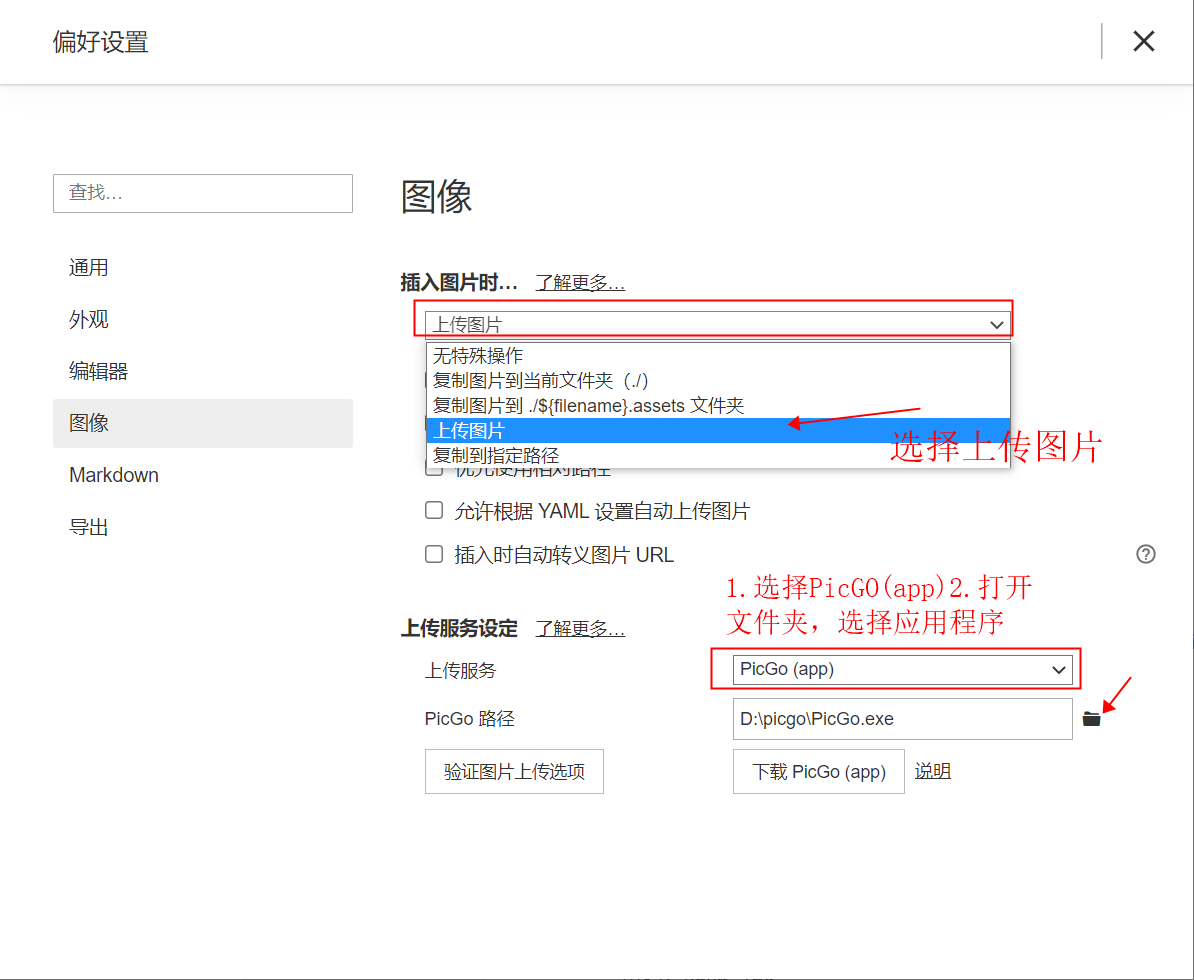 偏好设置
查找...
图像
通用
外观
编辑器
图像
Markdown
导出
插入图片时... 了解更多...
上传图片
无特殊操作
复制图片到当前文件夹（./）
复制图片到 ./${filename}.assets 文件夹
上传图片
选择上传图片
复制到指定路径
优先使用相对路径
允许根据 YAML 设置自动上传图片
插入时自动转义图片 URL
1.选择PicGO(app)2.打开
文件夹，选择应用程序
上传服务设定 了解更多...
上传服务 PicGo (app)
PicGo 路径 D:\picgo\PicGo.exe
验证图片上传选项 下载 PicGo (app) 说明